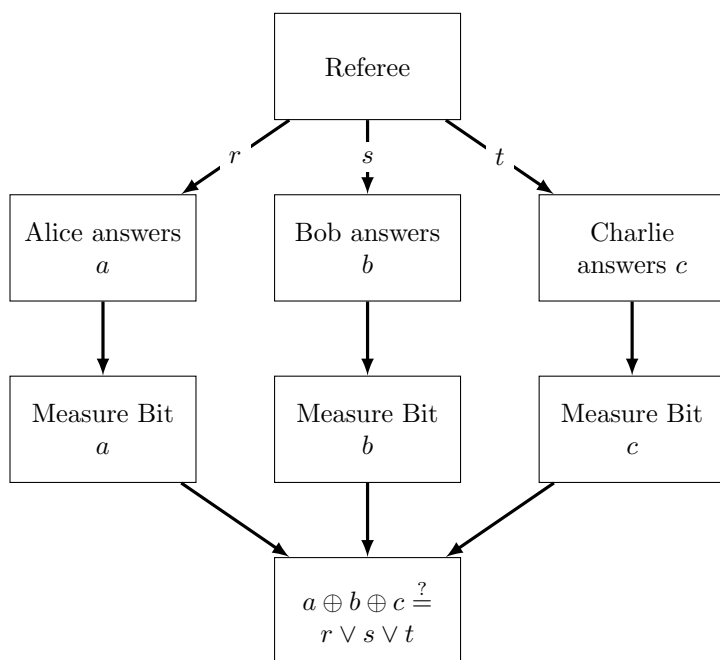 Referee
r
s
t
Alice answers
a
Bob answers
b
Charlie
answers c
Measure Bit
a
Measure Bit
b
Measure Bit
c
a ⊕ b ⊕ c ≟
r ∨ s ∨ t